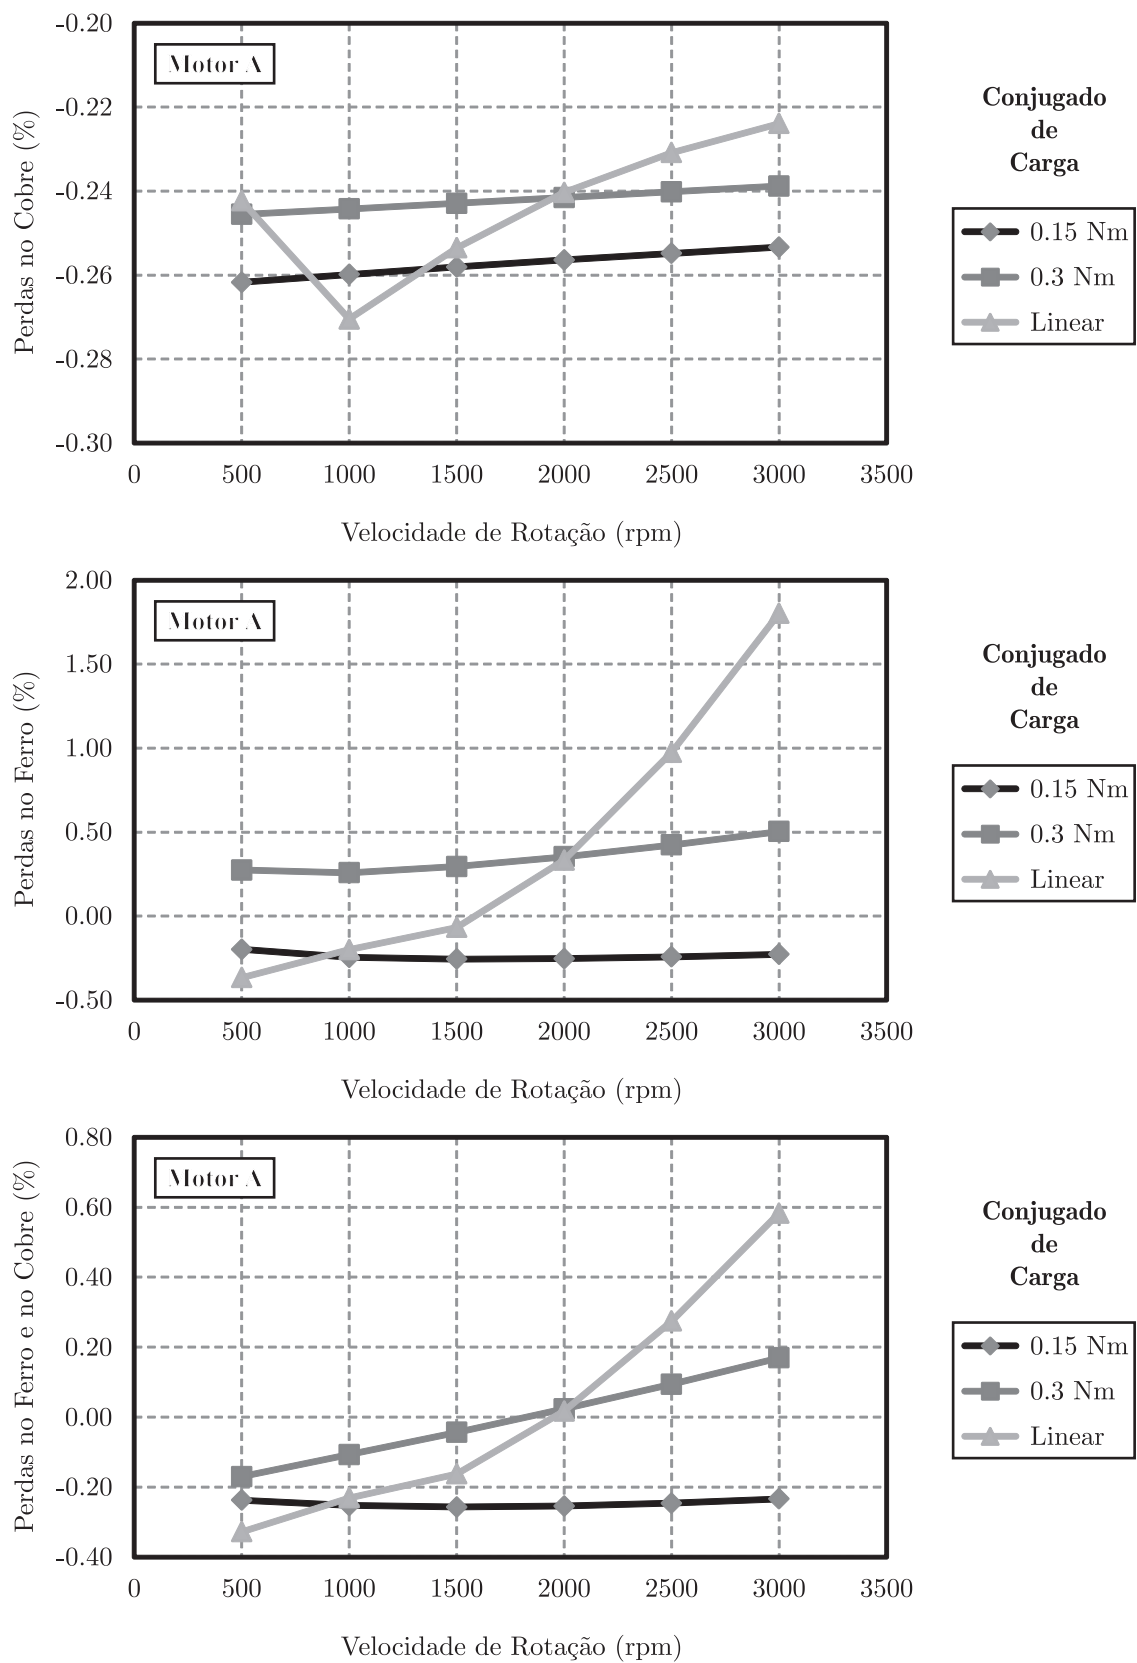 -0.20
-0.22
-0.24
-0.26
-0.28
-0.30
Perdas no Cobre (%)
Motor A
0 500 1000 1500 2000 2500 3000 3500
Velocidade de Rotação (rpm)
Conjugado
de
Carga
0.15 Nm
0.3 Nm
Linear
2.00
1.50
1.00
0.50
0.00
-0.50
Perdas no Ferro (%)
Motor A
0 500 1000 1500 2000 2500 3000 3500
Velocidade de Rotação (rpm)
Conjugado
de
Carga
0.15 Nm
0.3 Nm
Linear
0.80
0.60
0.40
0.20
0.00
-0.20
-0.40
Perdas no Ferro e no Cobre (%)
Motor A
0 500 1000 1500 2000 2500 3000 3500
Velocidade de Rotação (rpm)
Conjugado
de
Carga
0.15 Nm
0.3 Nm
Linear